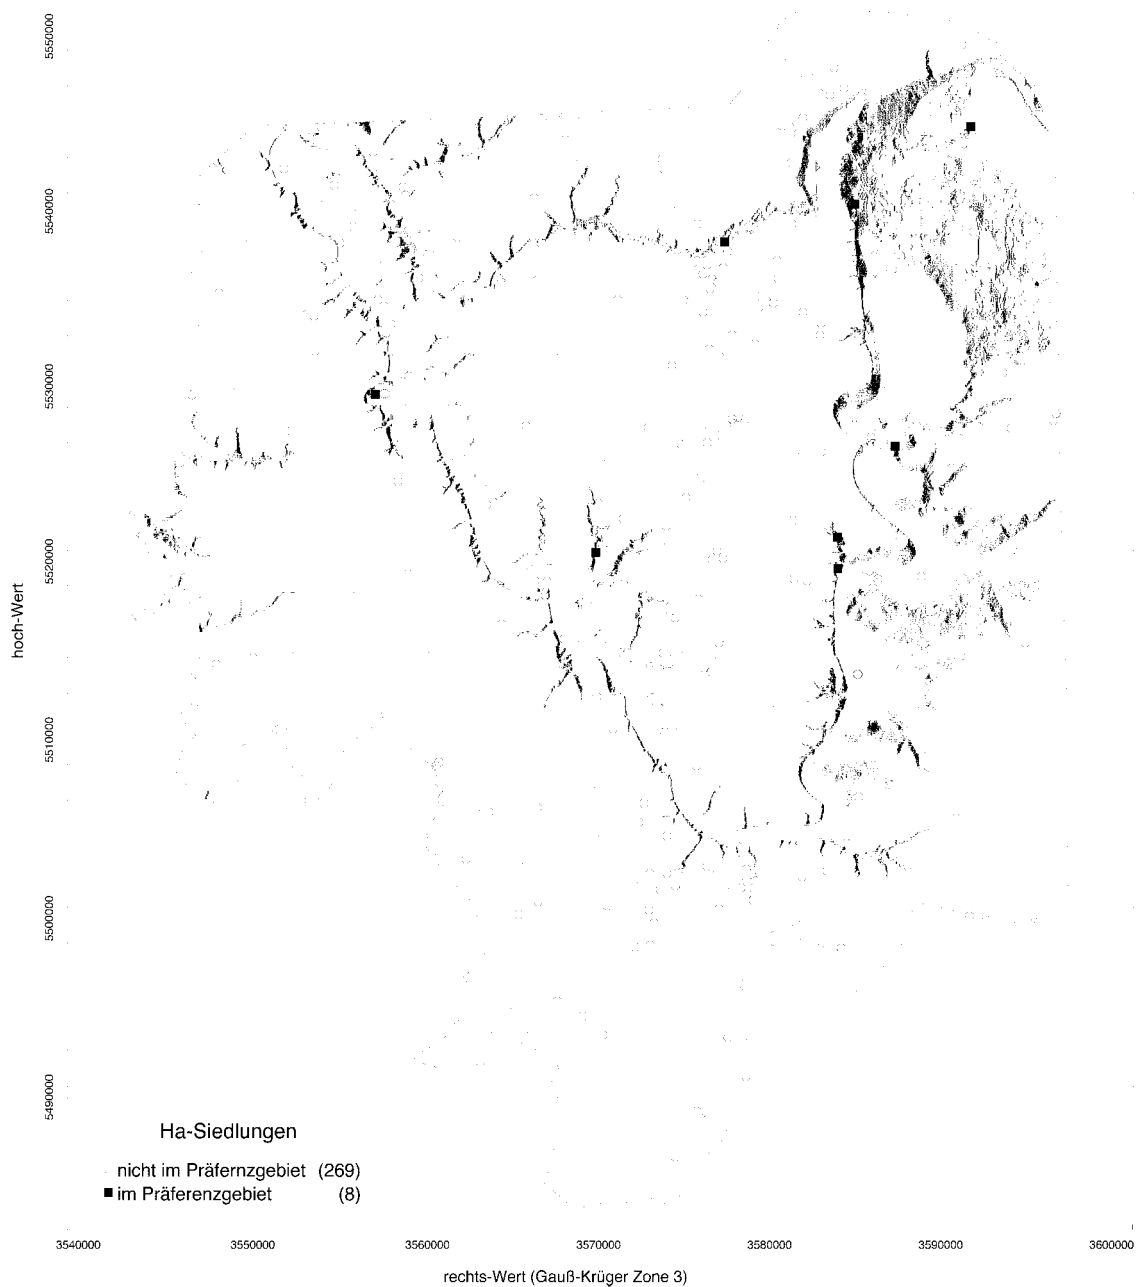 5550000
5540000
5530000
5520000
5510000
5500000
5490000
hoch-Wert
Ha-Siedlungen
nicht im Präfernzgebiet (269)
im Präferenzgebiet (8)
3540000 3550000 3560000 3570000 3580000 3590000 3600000
rechts-Wert (Gauß-Krüger Zone 3)